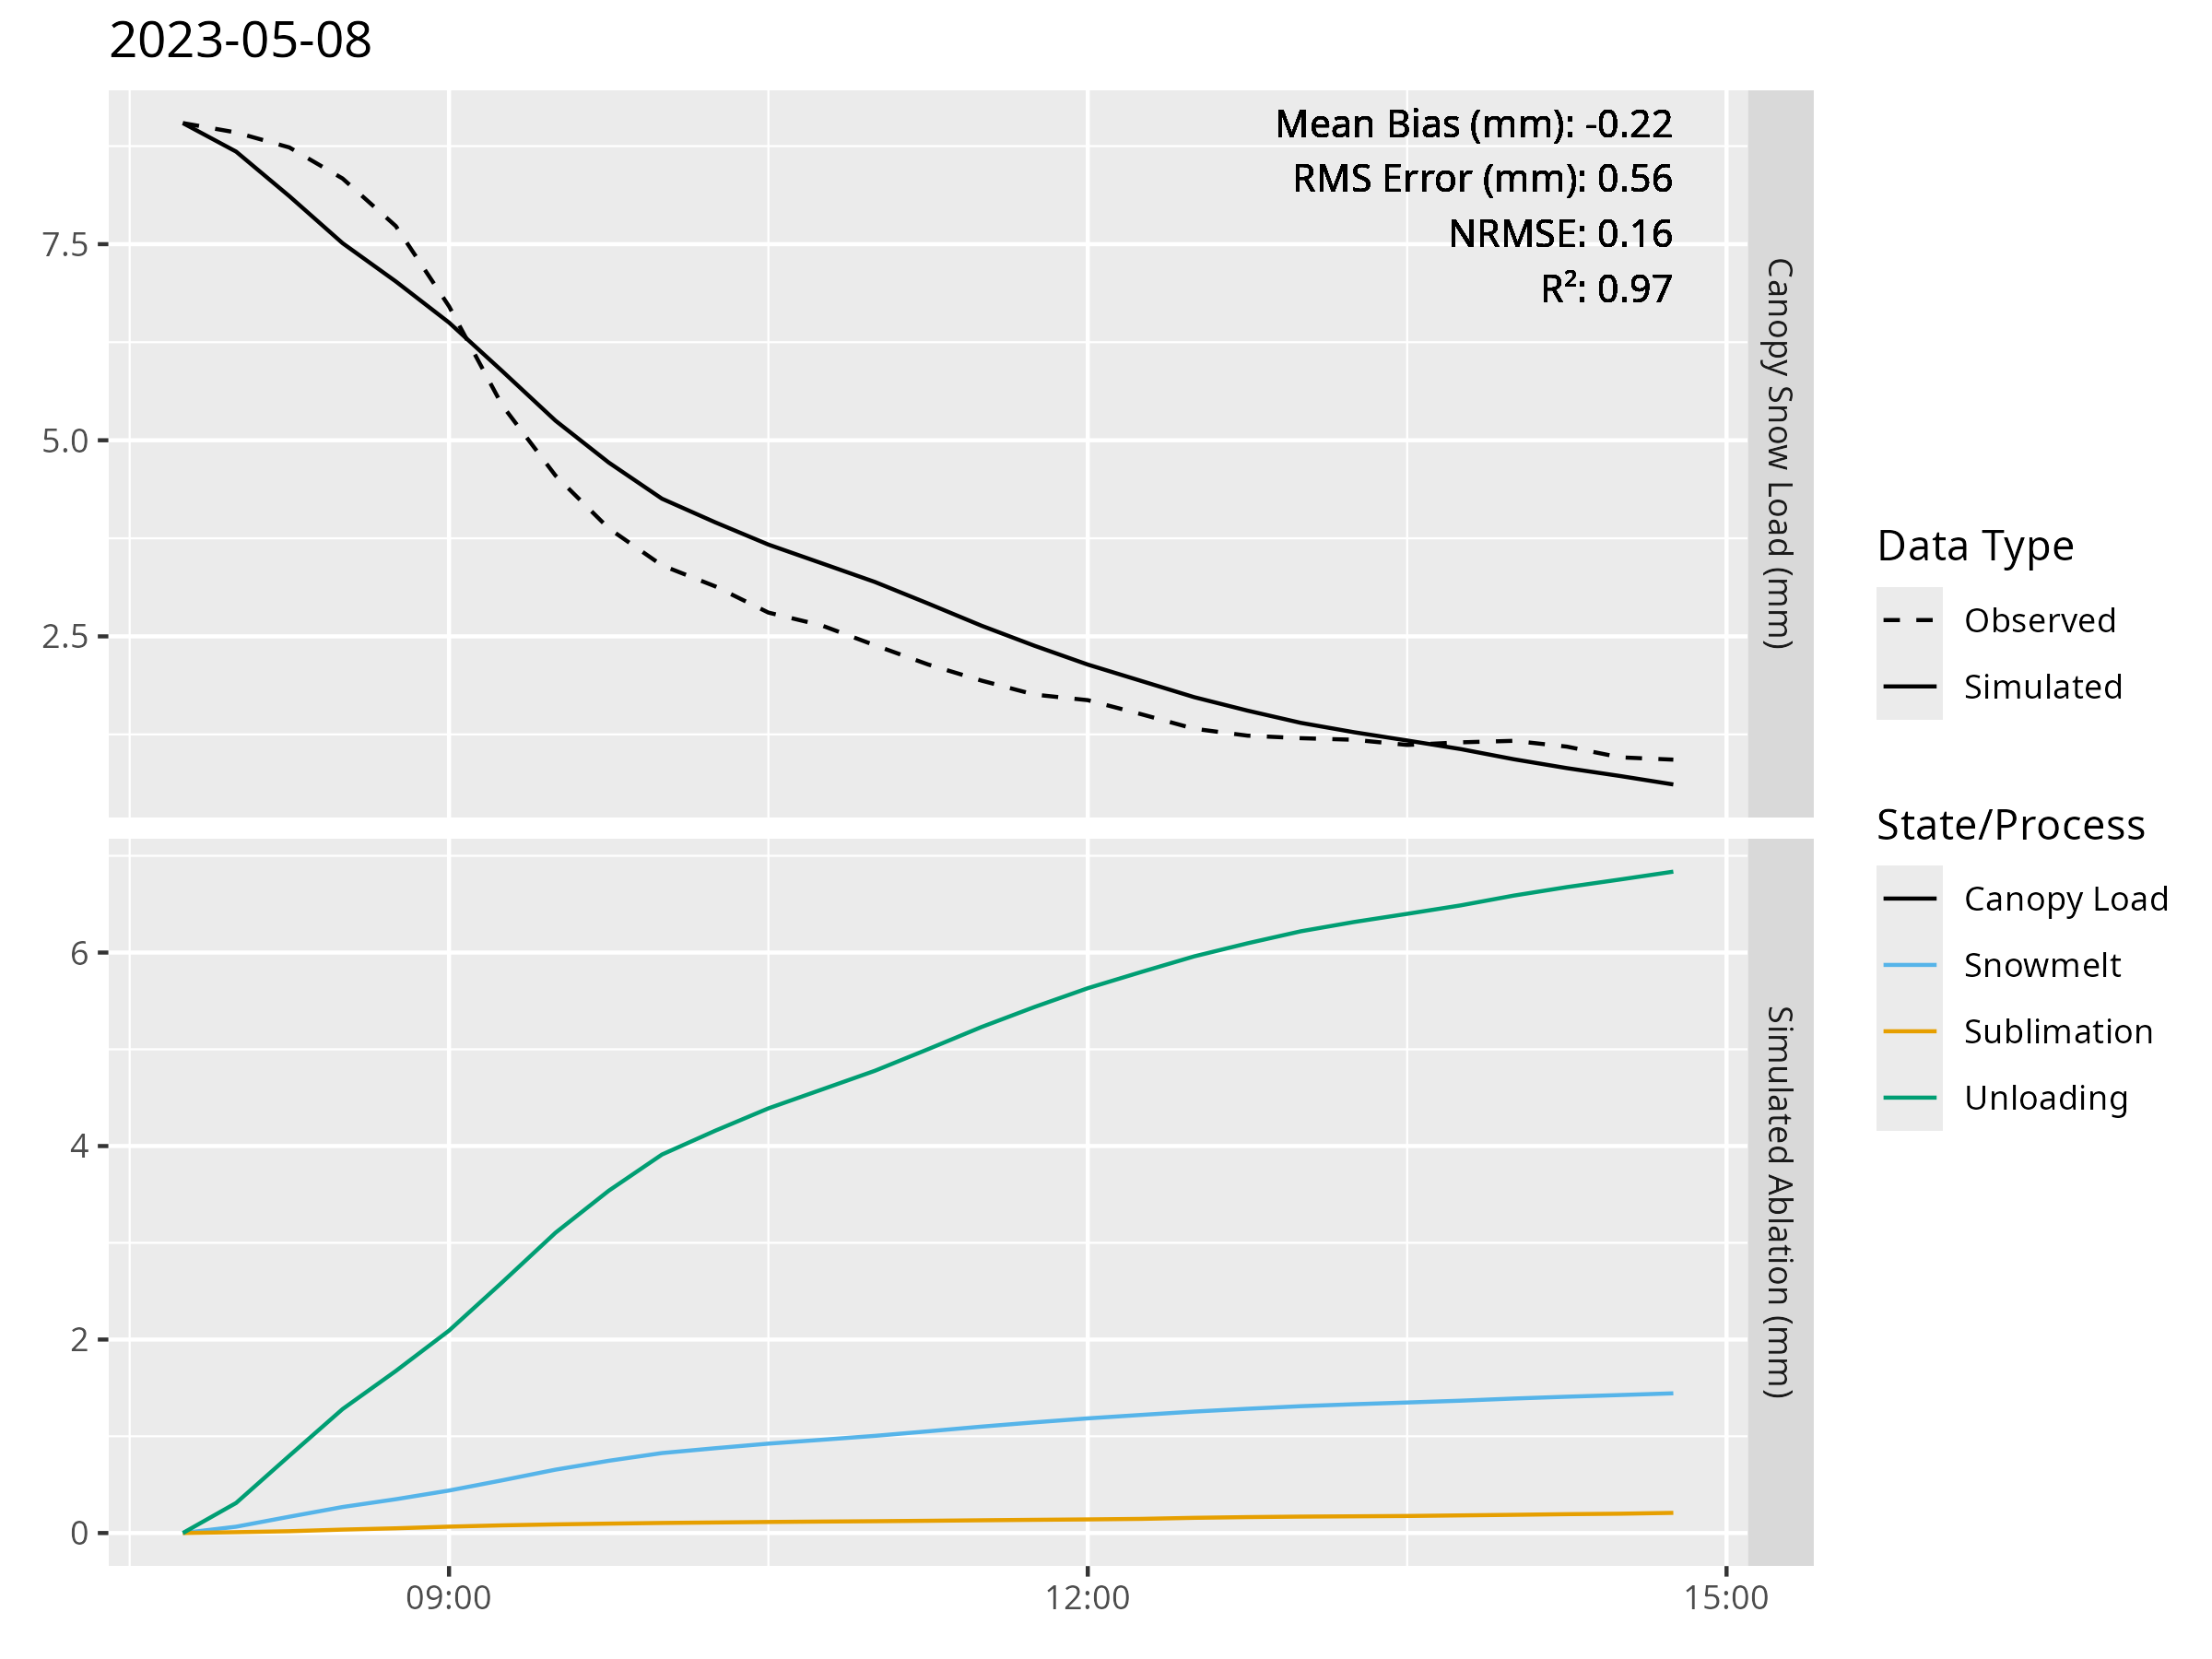 2023-05-08
Mean Bias (mm): -0.22
RMS Error (mm): 0.56
NRMSE: 0.16
R²: 0.97
7.5
5.0
2.5
Canopy Snow Load (mm)
6
4
2
0
Simulated Ablation (mm)
09:00
12:00
15:00
Data Type
Observed
Simulated
State/Process
Canopy Load
Snowmelt
Sublimation
Unloading